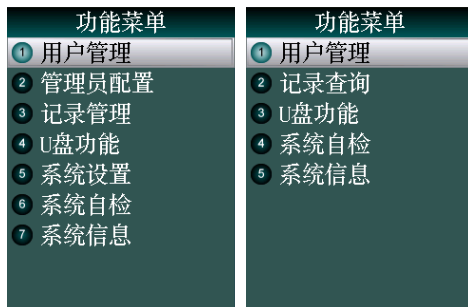 功能菜单
1 用户管理
2 管理员配置
3 记录管理
4 U盘功能
5 系统设置
6 系统自检
7 系统信息
功能菜单
1 用户管理
2 记录查询
3 U盘功能
4 系统自检
5 系统信息